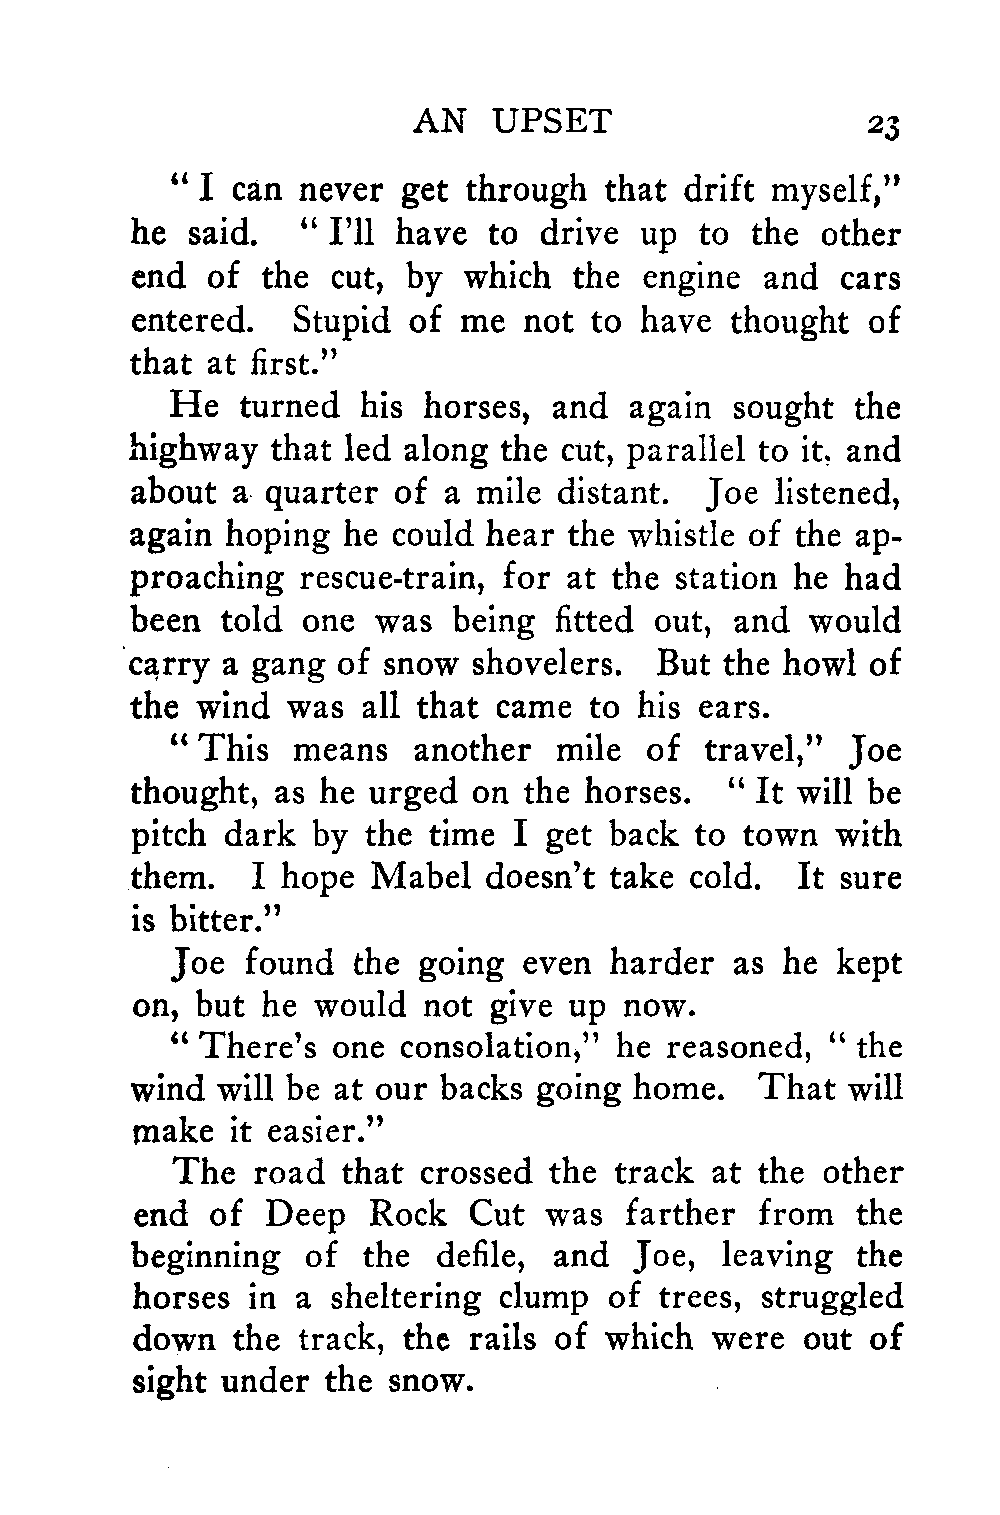 AN UPSET 23
“ I can never get through that drift myself,”
he said. “ I’ll have to drive up to the other
end of the cut, by which the engine and cars
entered. Stupid of me not to have thought of
that at first.”
He turned his horses, and again sought the
highway that led along the cut, parallel to it, and
about a quarter of a mile distant. Joe listened,
again hoping he could hear the whistle of the ap-
proaching rescue-train, for at the station he had
been told one was being fitted out, and would
carry a gang of snow shovelers. But the howl of
the wind was all that came to his ears.
“ This means another mile of travel,” Joe
thought, as he urged on the horses. “ It will be
pitch dark by the time I get back to town with
them. I hope Mabel doesn’t take cold. It sure
is bitter.”
Joe found the going even harder as he kept
on, but he would not give up now.
“ There’s one consolation,” he reasoned, “ the
wind will be at our backs going home. That will
make it easier.”
The road that crossed the track at the other
end of Deep Rock Cut was farther from the
beginning of the defile, and Joe, leaving the
horses in a sheltering clump of trees, struggled
down the track, the rails of which were out of
sight under the snow.